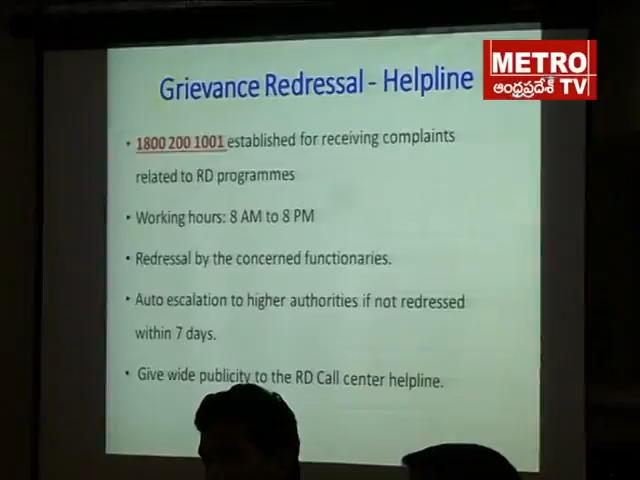 METRO
ఆంధ్రప్రదేశ్ TV
Grievance Redressal - Helpline
• 1800 200 1001 established for receiving complaints
related to RD programmes
• Working hours: 8 AM to 8 PM
• Redressal by the concerned functionaries.
• Auto escalation to higher authorities if not redressed
within 7 days.
• Give wide publicity to the RD Call center helpline.